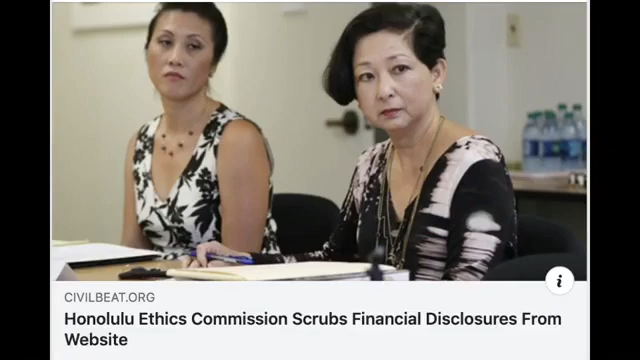 CIVILBEAT.ORG
i
Honolulu Ethics Commission Scrubs Financial Disclosures From
Website